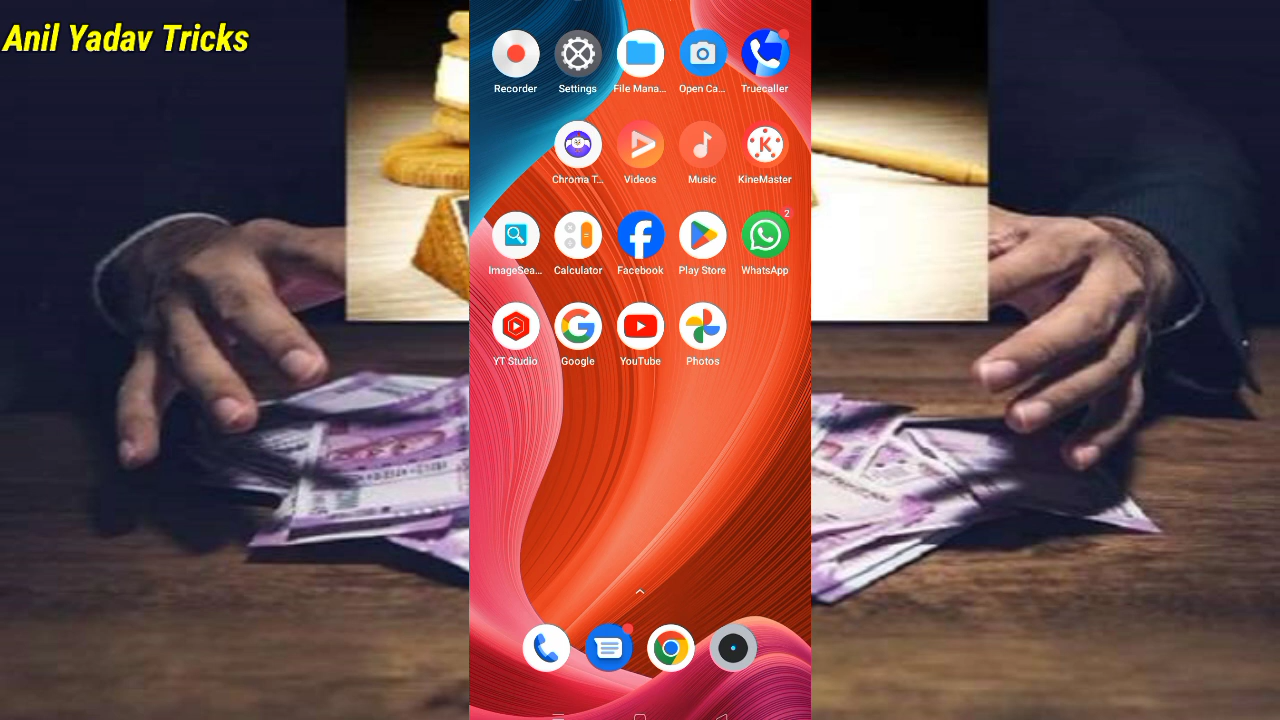 Anil Yadav Tricks
Recorder
Settings
File Mana...
Open Ca...
Truecaller
Chroma T...
Videos
Music
KineMaster
K
ImageSea...
Calculator
Facebook
Play Store
2
WhatsApp
YT Studio
Google
YouTube
Photos